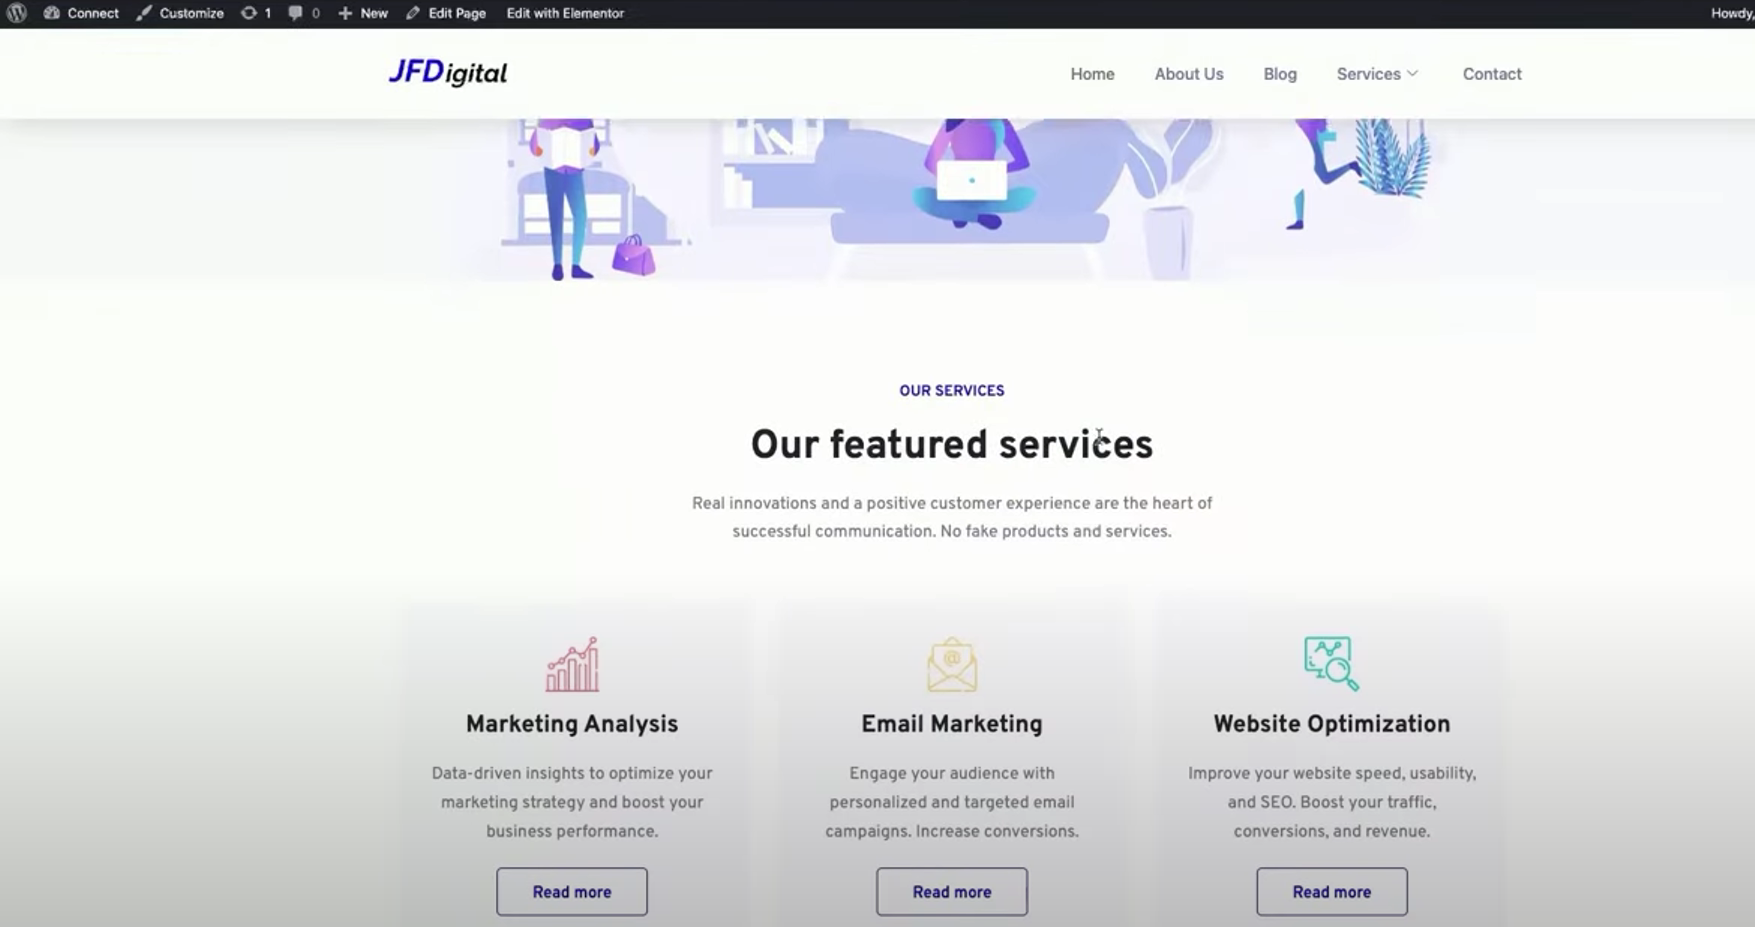 Connect Customize 1 0 New Edit Page Edit with Elementor Howdy,
JFDigital
Home About Us Blog Services Contact
OUR SERVICES
Our featured services
Real innovations and a positive customer experience are the heart of
successful communication. No fake products and services.
Marketing Analysis
Data-driven insights to optimize your
marketing strategy and boost your
business performance.
Read more
Email Marketing
Engage your audience with
personalized and targeted email
campaigns. Increase conversions.
Read more
Website Optimization
Improve your website speed, usability,
and SEO. Boost your traffic,
conversions, and revenue.
Read more